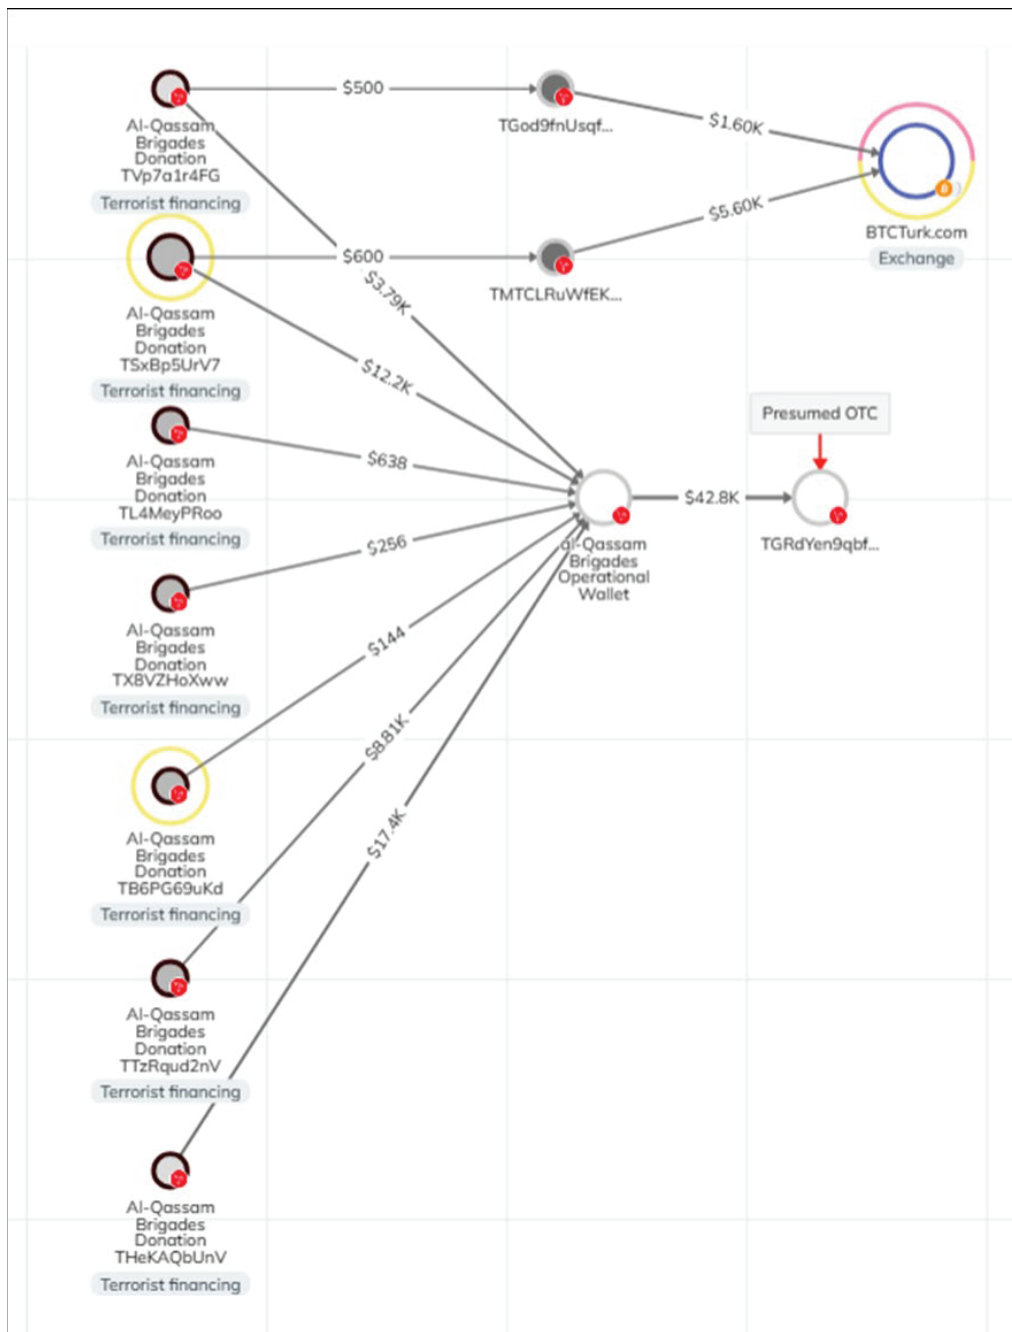 $500
Al-Qassam
Brigades
Donation
TVp7a1r4FG
Terrorist financing
TGod9fnUsqf...
$1.60K
BTCTurk.com
Exchange
$5.60K
$600
$3.79K
TMTCLRuWfEK...
Al-Qassam
Brigades
Donation
TSxBp5UrV7
Terrorist financing
$12.2K
Al-Qassam
Brigades
Donation
TL4MeyPRoo
Terrorist financing
$638
Presumed OTC
$42.8K
al-Qassam
Brigades
Operational
Wallet
TGRdYen9qbf...
$256
Al-Qassam
Brigades
Donation
TX8VZHoXww
Terrorist financing
$144
Al-Qassam
Brigades
Donation
TB6PG69uKd
Terrorist financing
$8.81K
$17.4K
Al-Qassam
Brigades
Donation
TTzRqud2nV
Terrorist financing
Al-Qassam
Brigades
Donation
THeKAQbUnV
Terrorist financing